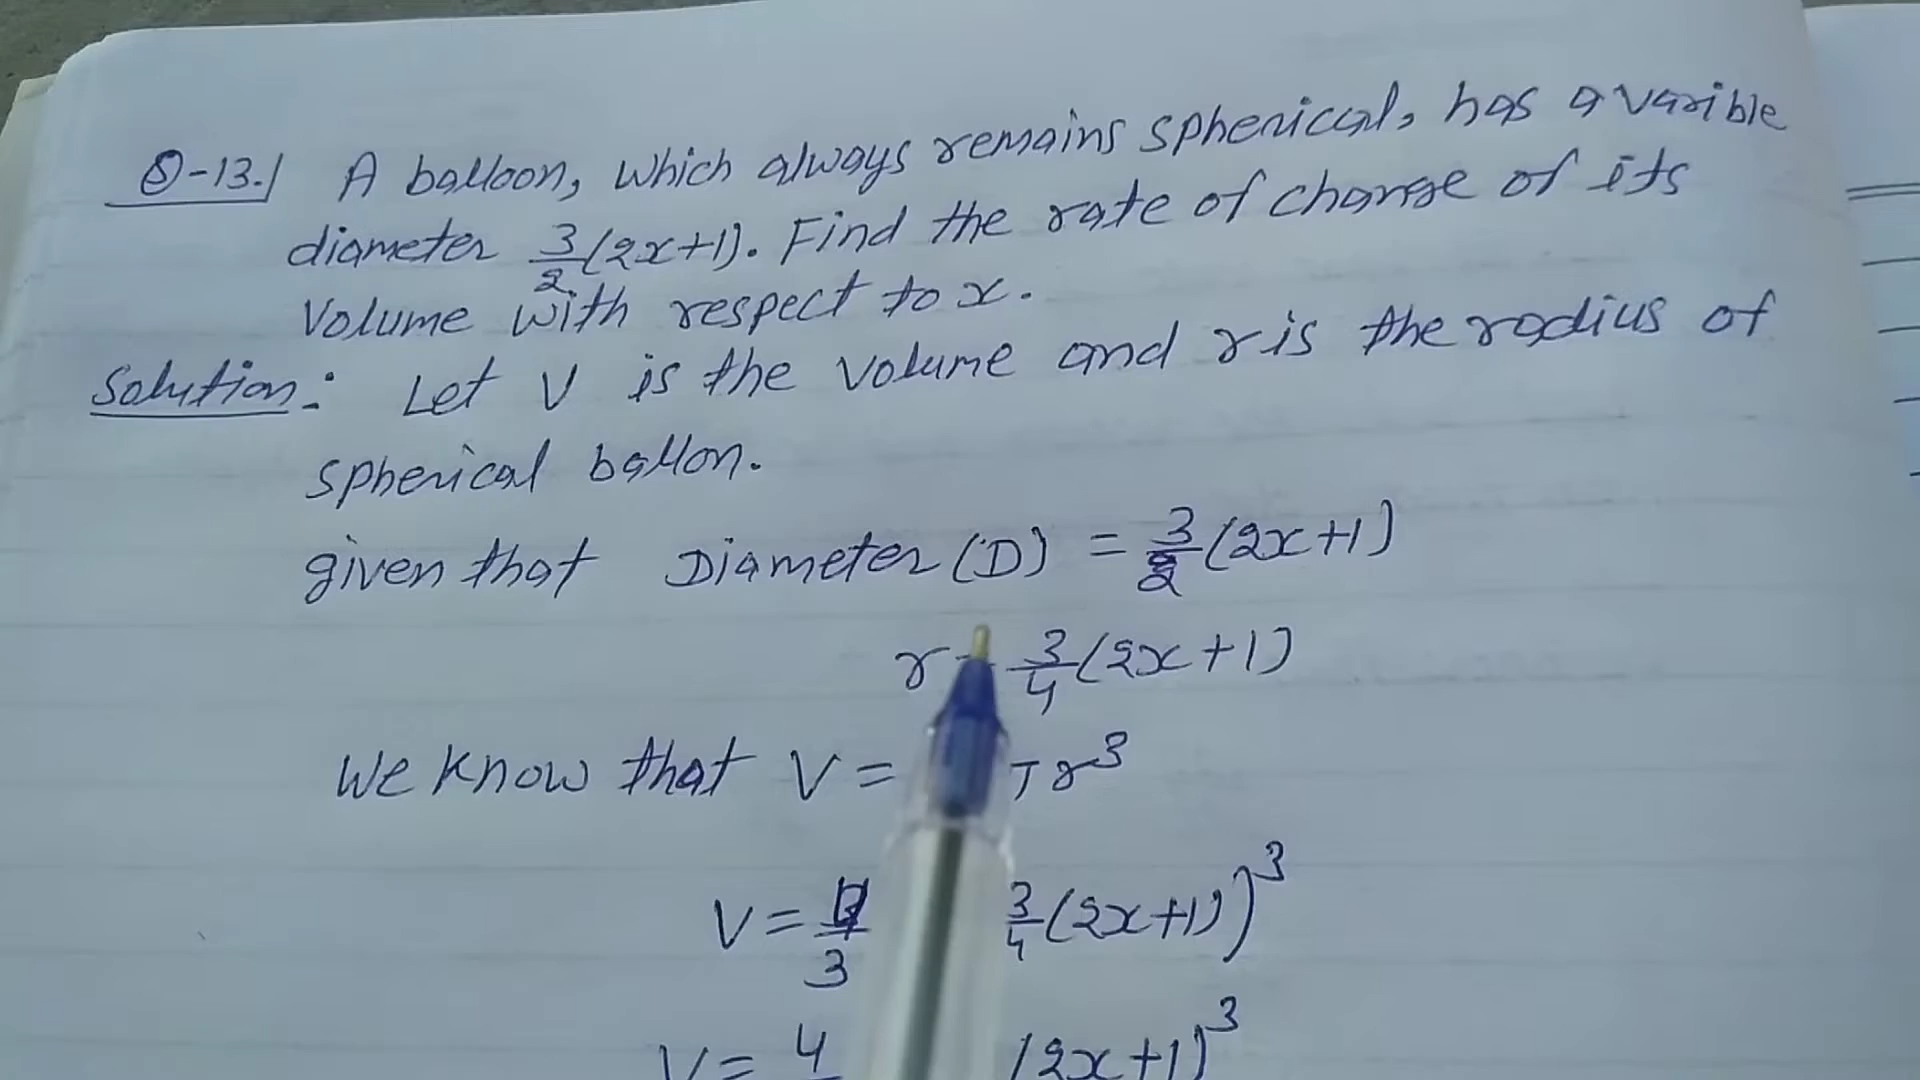 Q-13.| A balloon, which always remains spherical, has a varible
diameter 3/2 (2x+1). Find the rate of change of its
Volume with respect to x.
Solution: Let V is the volume and r is the radius of
spherical ballon.
given that Diameter (D) = 3/2 (2x+1)
r = 3/4 (2x+1)
We know that V = πr³
V = 4/3 3/4 (2x+1))³
V = 4 (2x+1)³